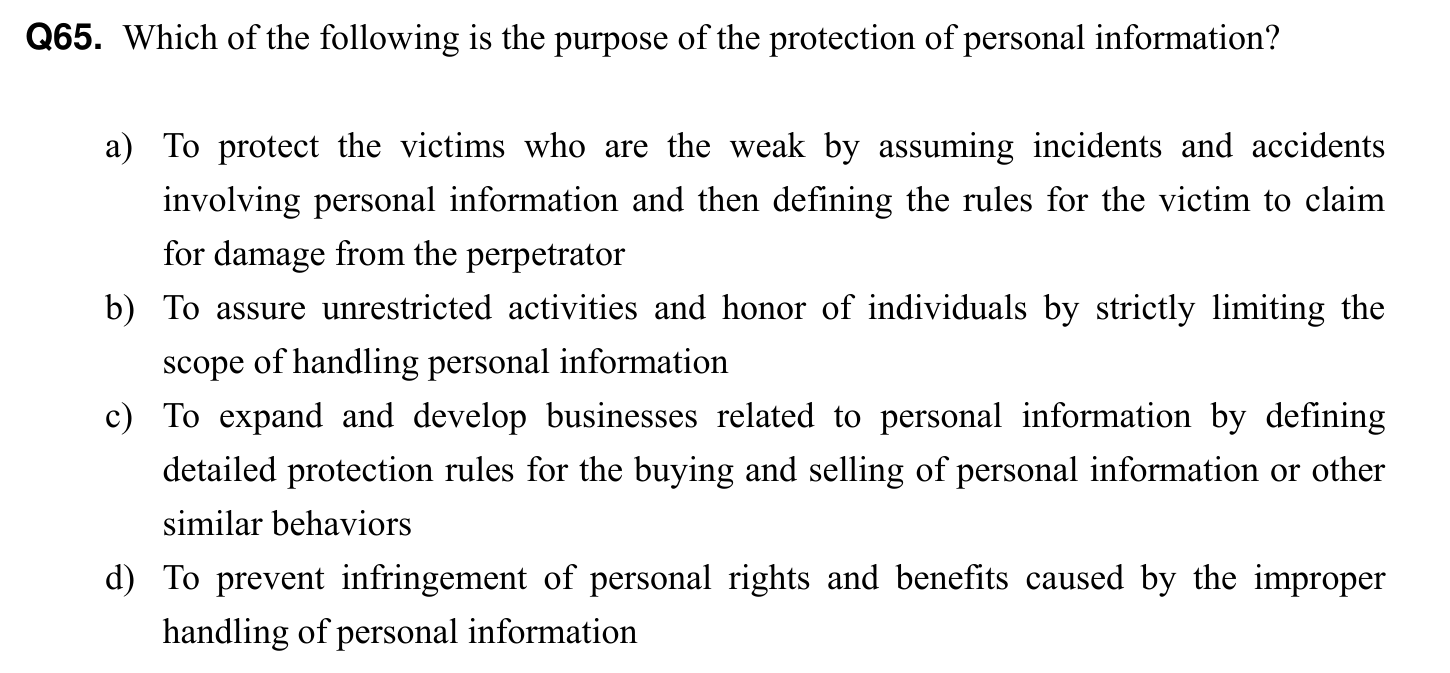 Q65. Which of the following is the purpose of the protection of personal information?
a) To protect the victims who are the weak by assuming incidents and accidents
involving personal information and then defining the rules for the victim to claim
for damage from the perpetrator
b) To assure unrestricted activities and honor of individuals by strictly limiting the
scope of handling personal information
c) To expand and develop businesses related to personal information by defining
detailed protection rules for the buying and selling of personal information or other
similar behaviors
d) To prevent infringement of personal rights and benefits caused by the improper
handling of personal information